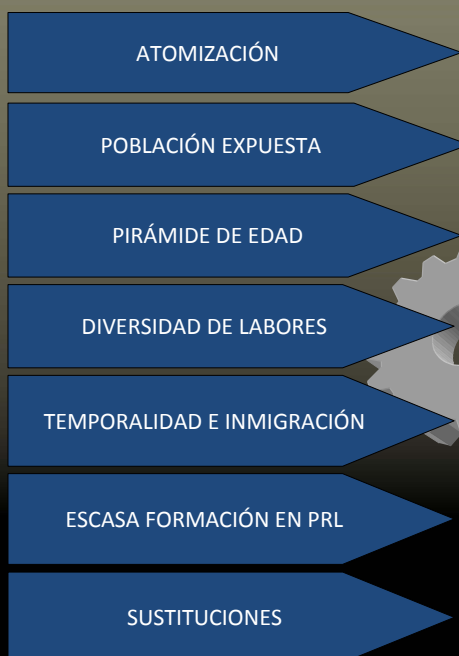 ATOMIZACIÓN
POBLACIÓN EXPUESTA
PIRÁMIDE DE EDAD
DIVERSIDAD DE LABORES
TEMPORALIDAD E INMIGRACIÓN
ESCASA FORMACIÓN EN PRL
SUSTITUCIONES